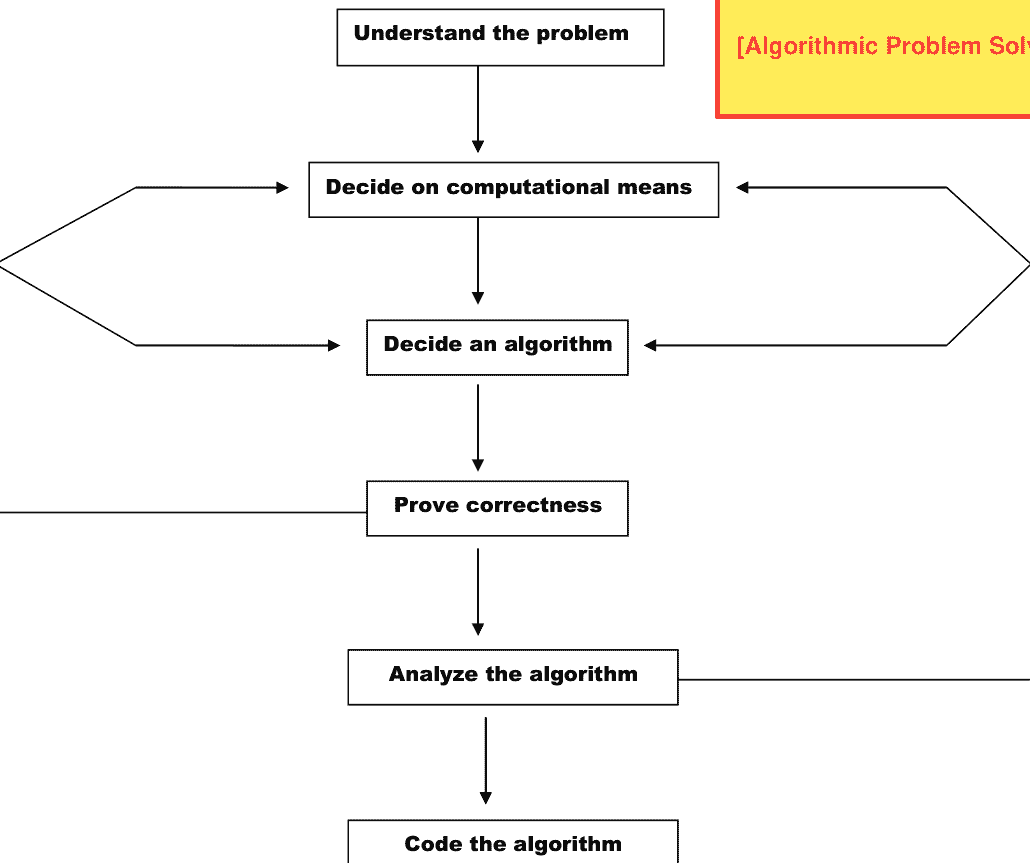 Understand the problem
[Algorithmic Problem
Decide on computational means
Decide an algorithm
Prove correctness
Analyze the algorithm
Code the algorithm